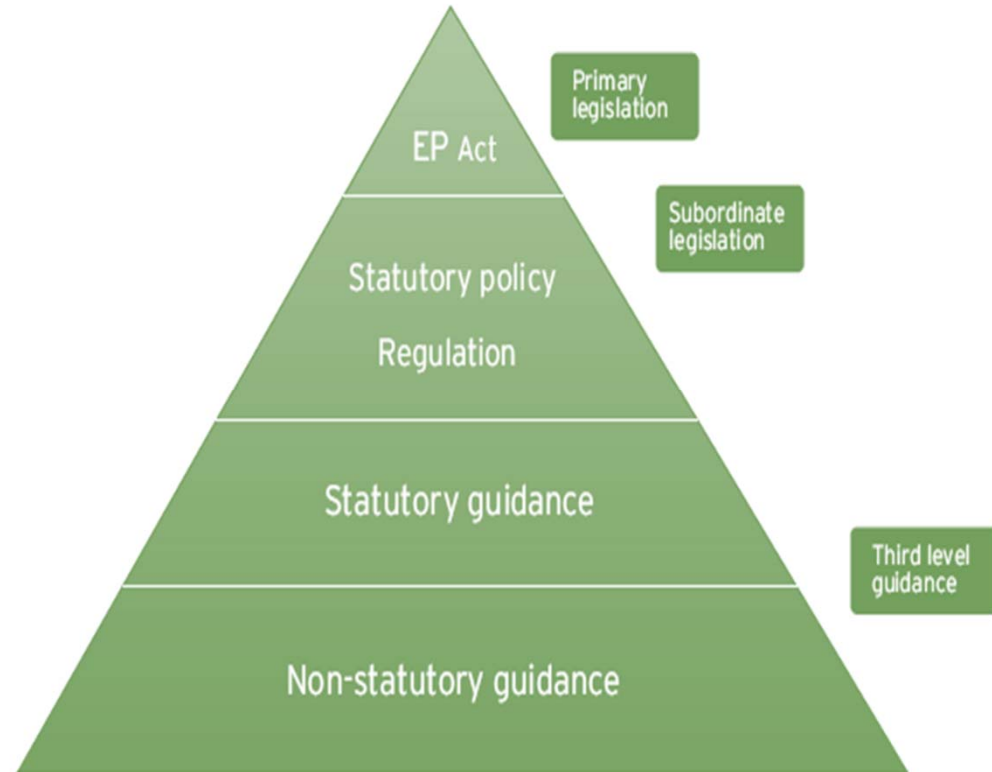 Primary
legislation
EP Act
Subordinate
legislation
Statutory policy
Regulation
Statutory guidance
Third level
guidance
Non-statutory guidance